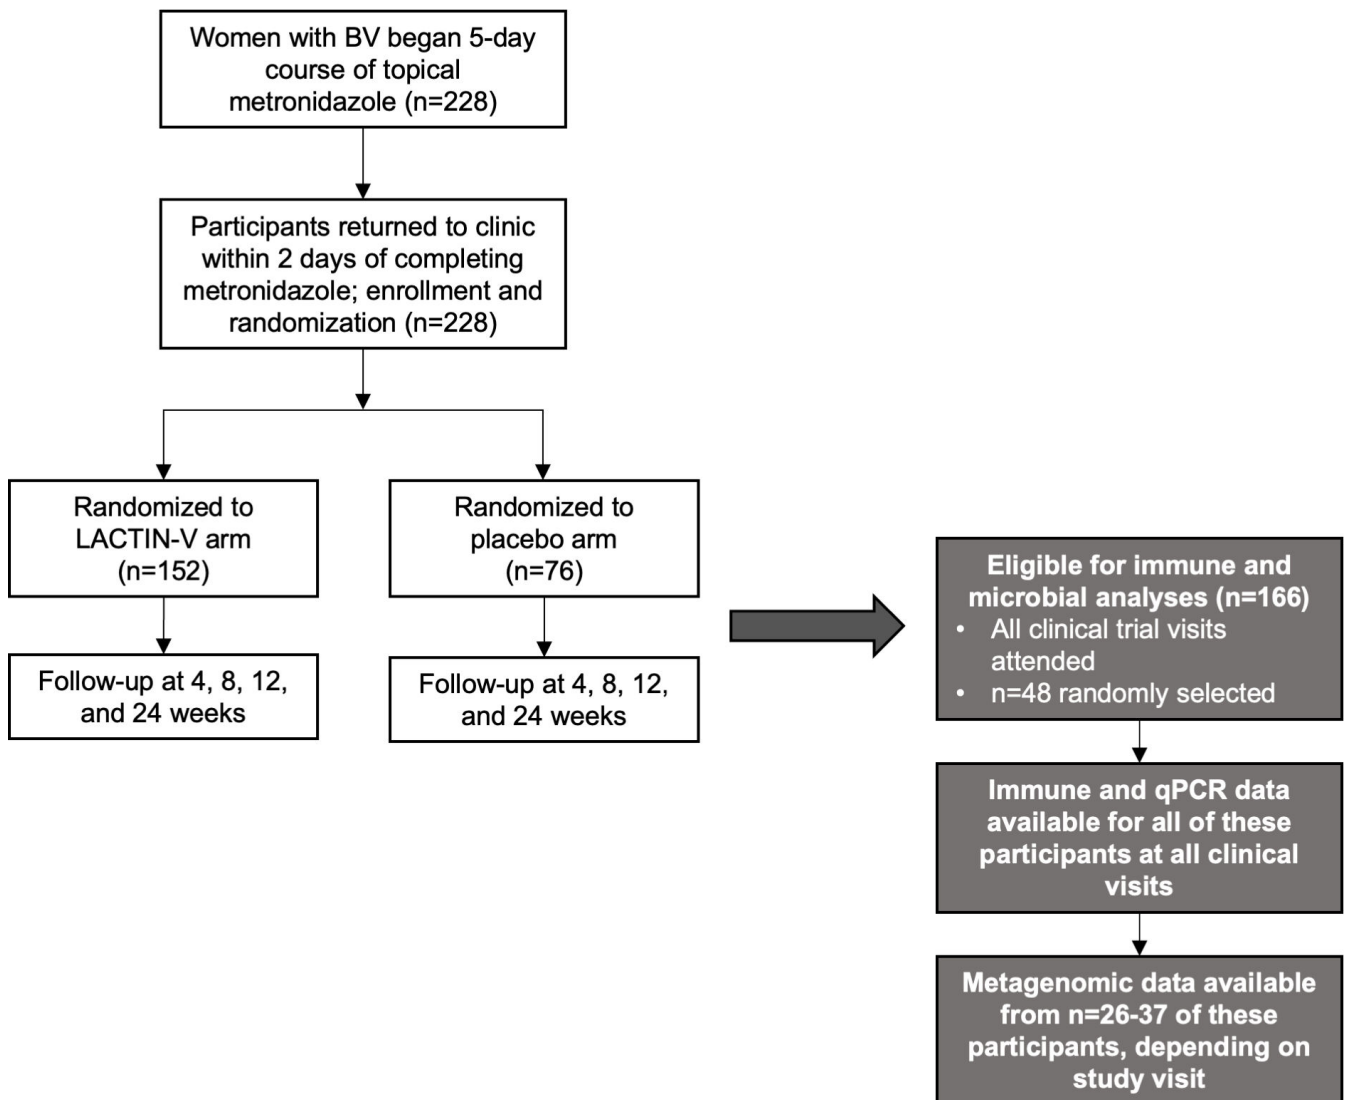 Women with BV began 5-day
course of topical
metronidazole (n=228)
Participants returned to clinic
within 2 days of completing
metronidazole; enrollment and
randomization (n=228)
Randomized to
LACTIN-V arm
(n=152)
Randomized to
placebo arm
(n=76)
Follow-up at 4, 8, 12,
and 24 weeks
Follow-up at 4, 8, 12,
and 24 weeks
Eligible for immune and
microbial analyses (n=166)
• All clinical trial visits
attended
• n=48 randomly selected
Immune and qPCR data
available for all of these
participants at all clinical
visits
Metagenomic data available
from n=26-37 of these
participants, depending on
study visit